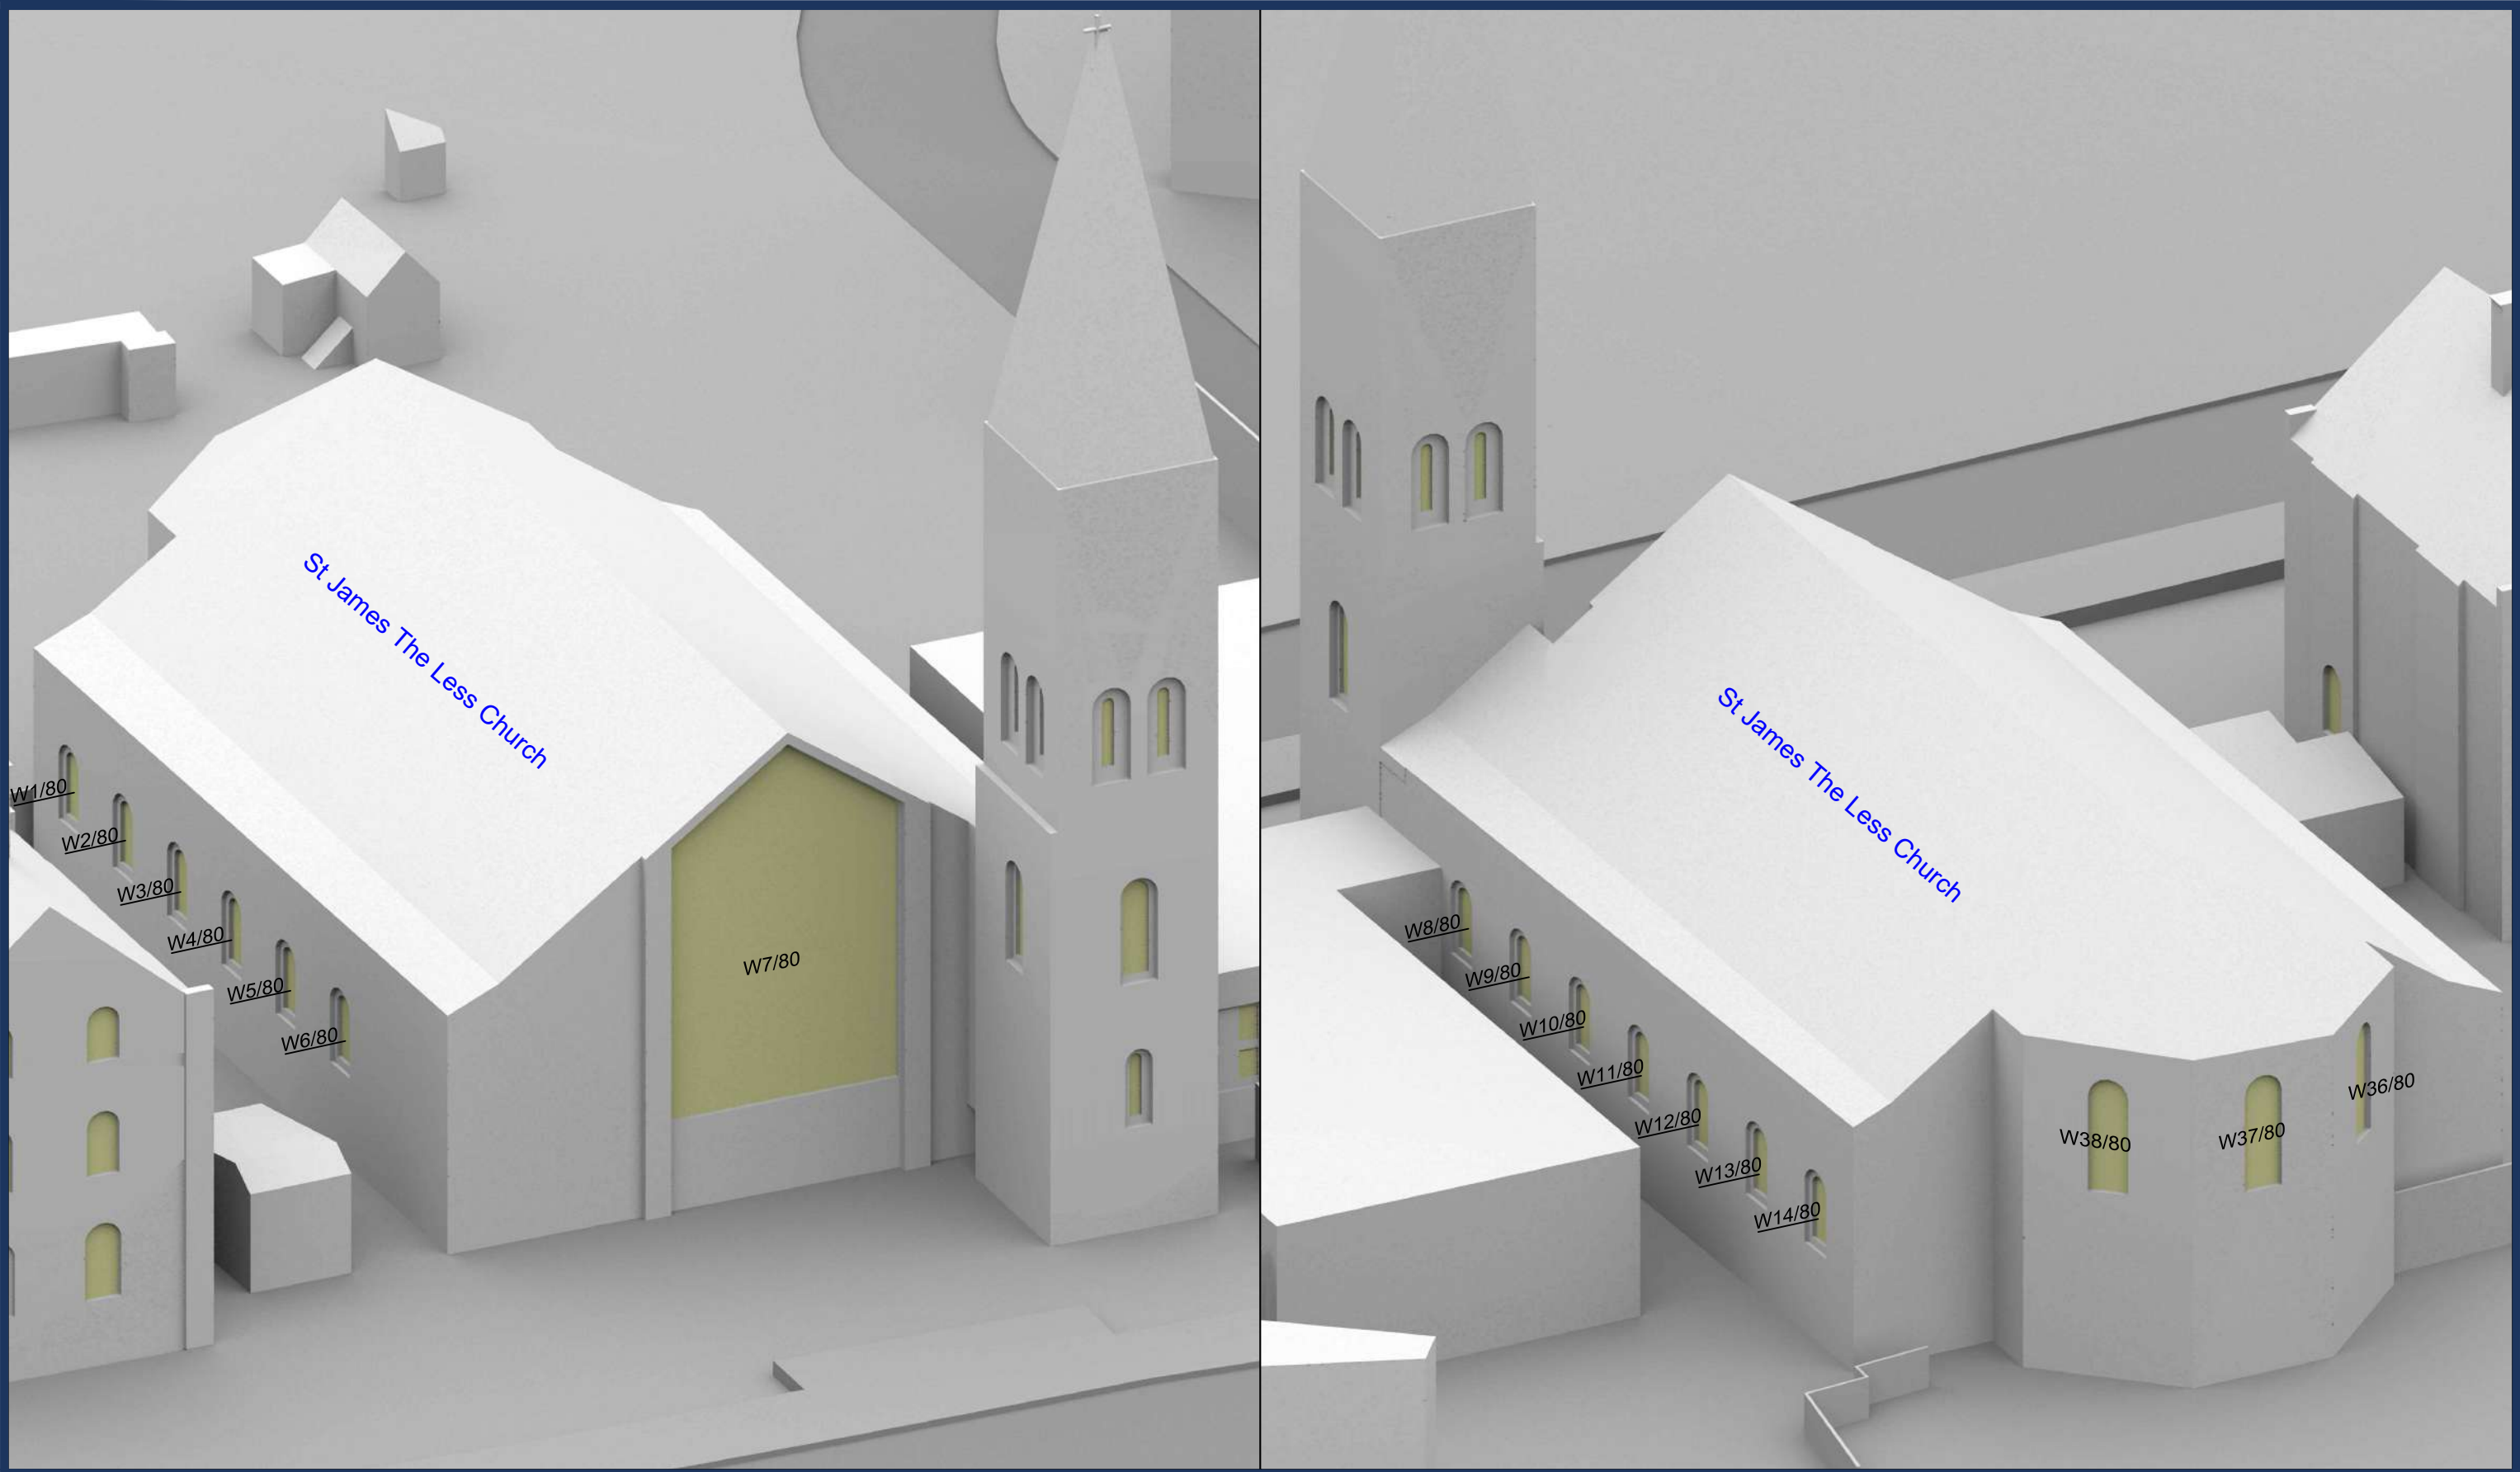 St James The Less Church
W1/80
W2/80
W3/80
W4/80
W5/80
W6/80
W7/80
St James The Less Church
W8/80
W9/80
W10/80
W11/80
W12/80
W13/80
W14/80
W38/80
W37/80
W36/80